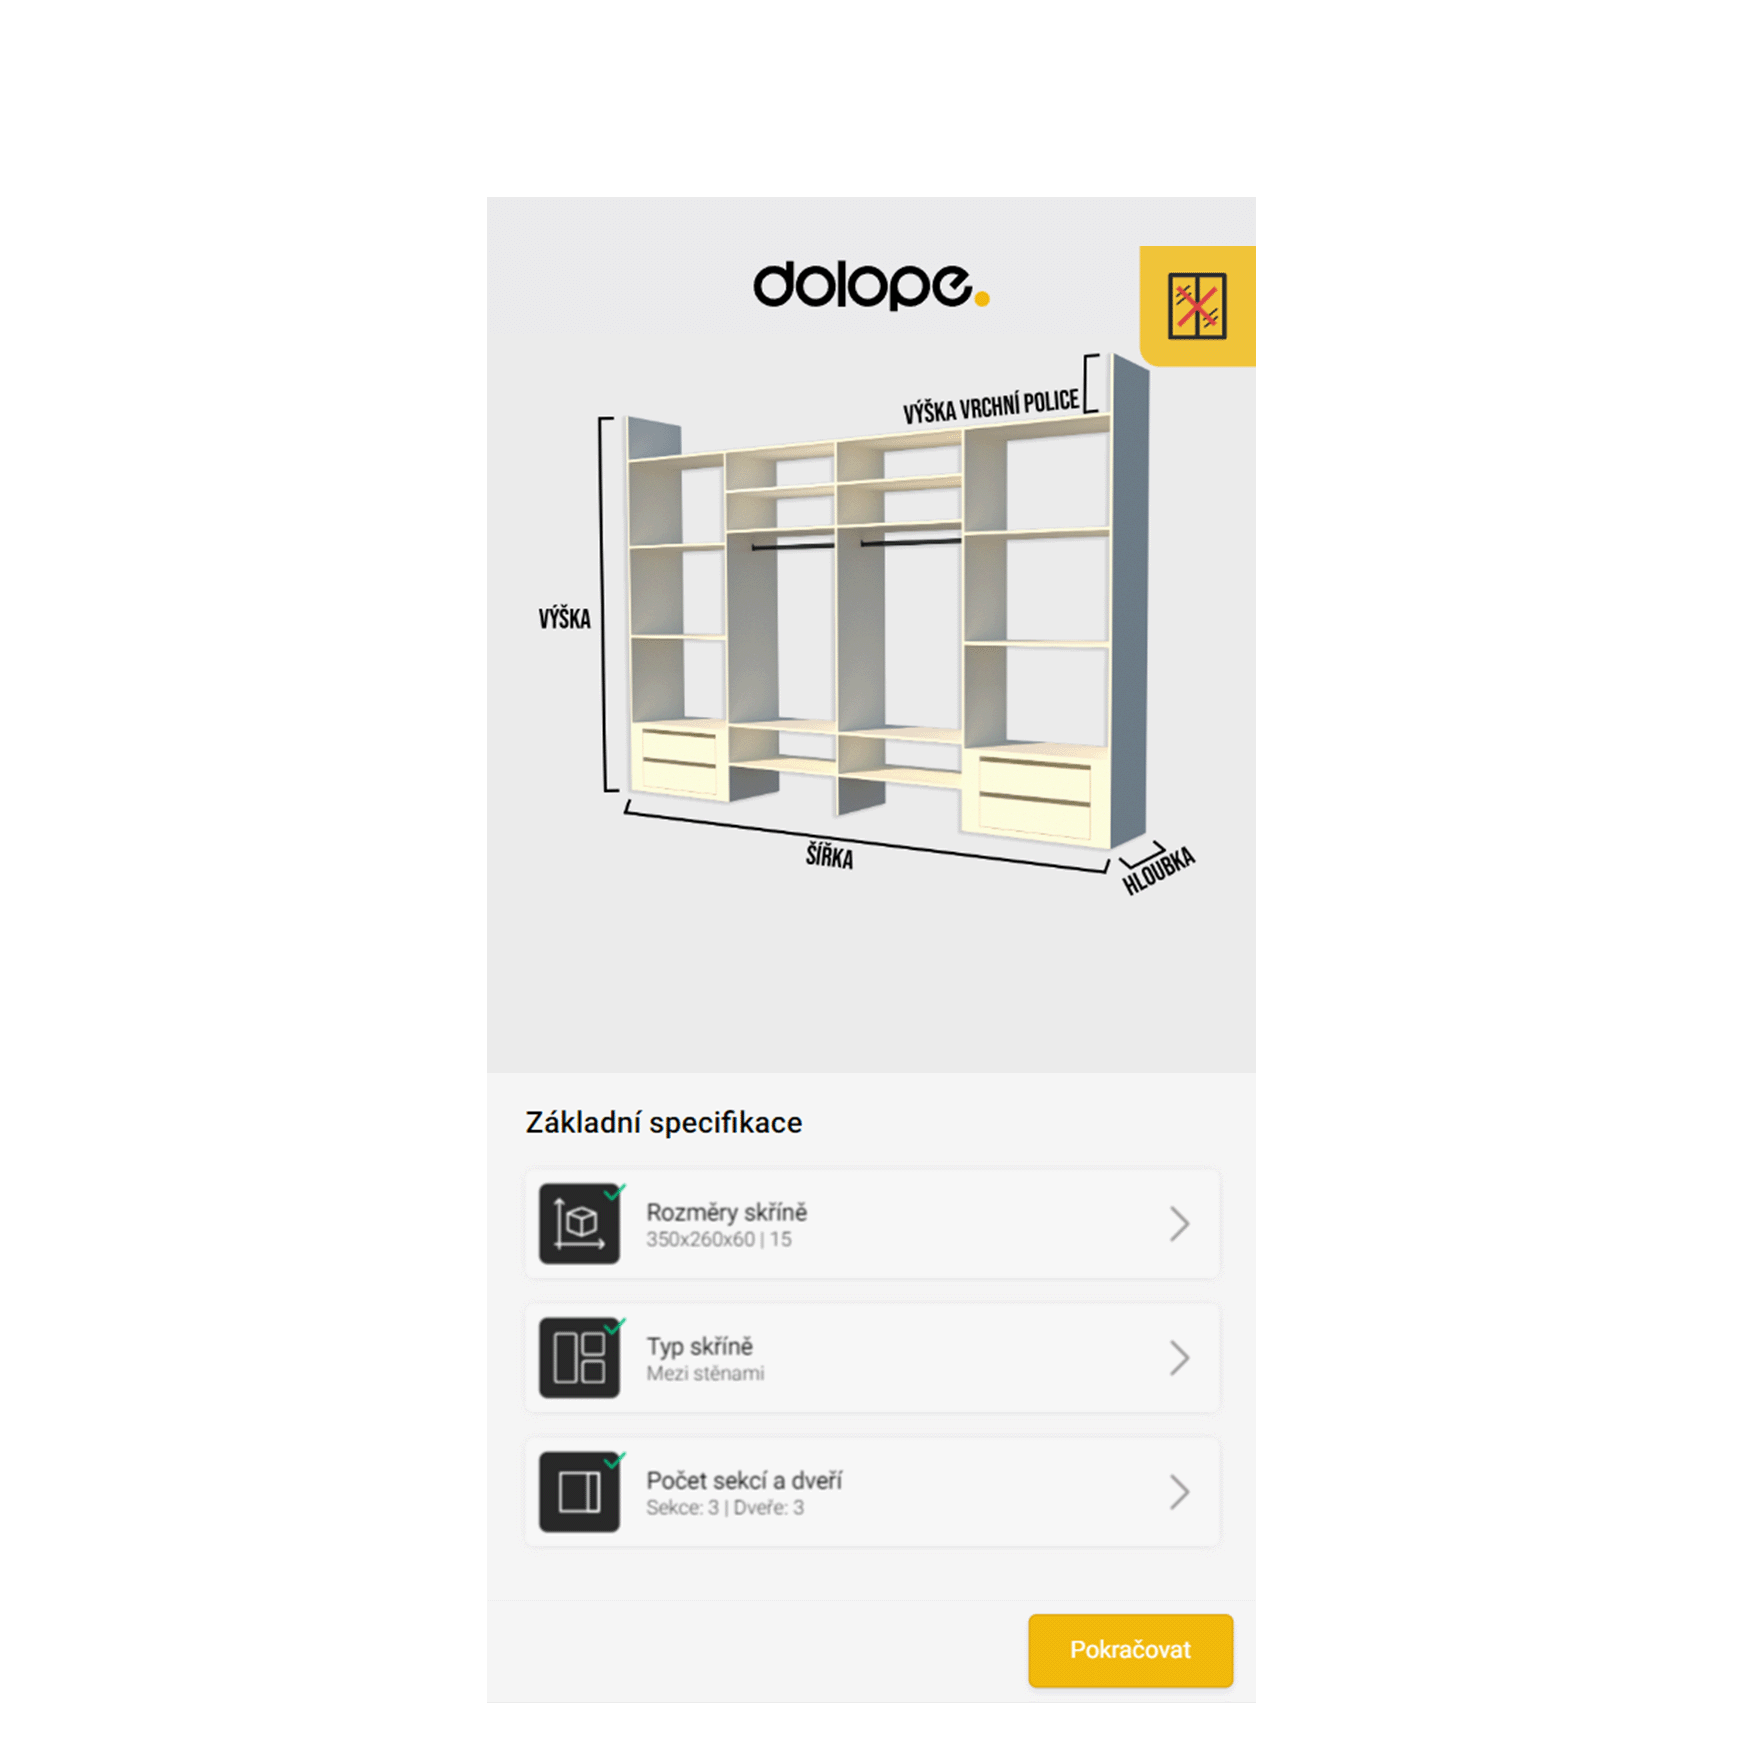 dolope.
VÝŠKA VRCHNÍ POLICE
VÝŠKA
ŠÍŘKA
HLOUBKA
Základní specifikace
Rozměry skříně
350x260x60 | 15
Typ skříně
Mezi stěnami
Počet sekcí a dveří
Sekce: 3 | Dveře: 3
Pokračovat